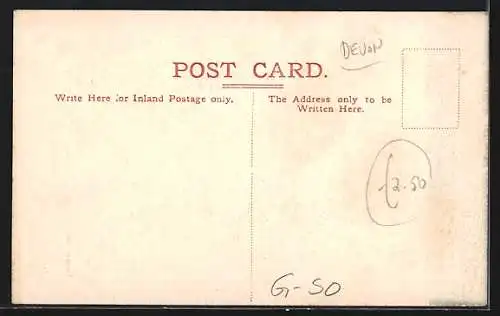 DEVON
POST CARD.
Write Here for Inland Postage only.
The Address only to be
Written Here.
£2.50
G-50